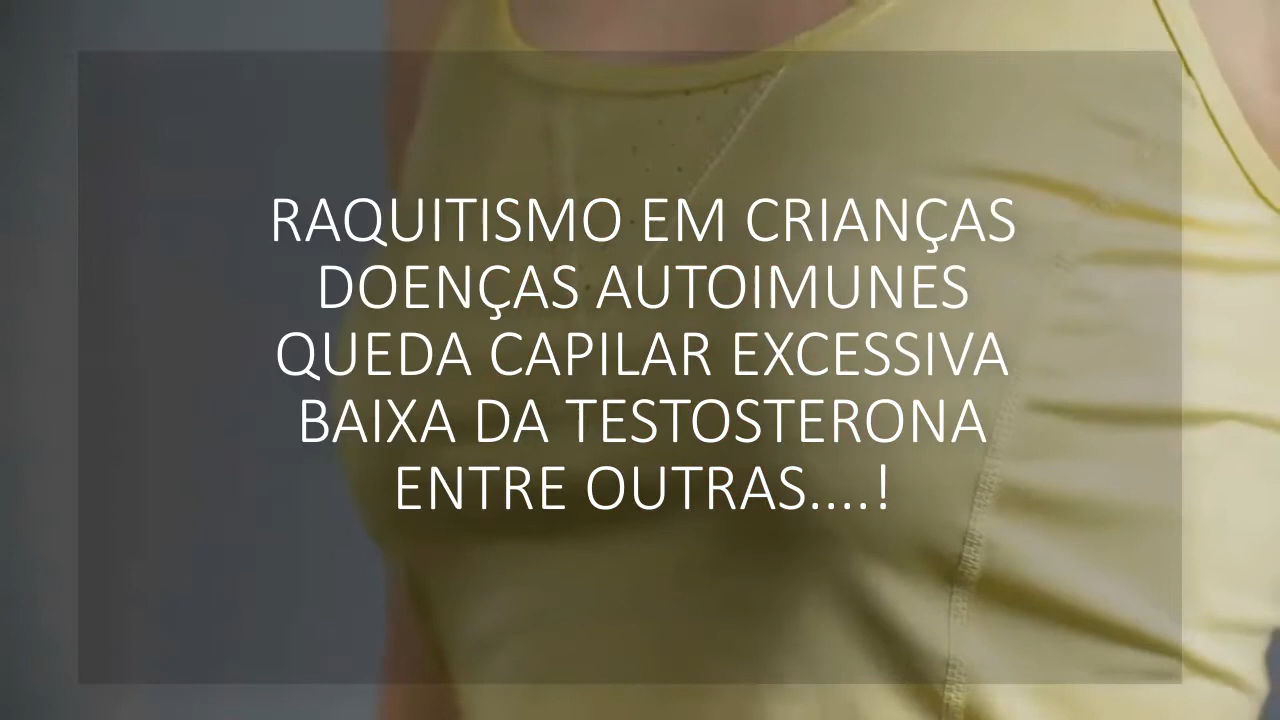 RAQUITISMO EM CRIANÇAS
DOENÇAS AUTOIMUNES
QUEDA CAPILAR EXCESSIVA
BAIXA DA TESTOSTERONA
ENTRE OUTRAS....!